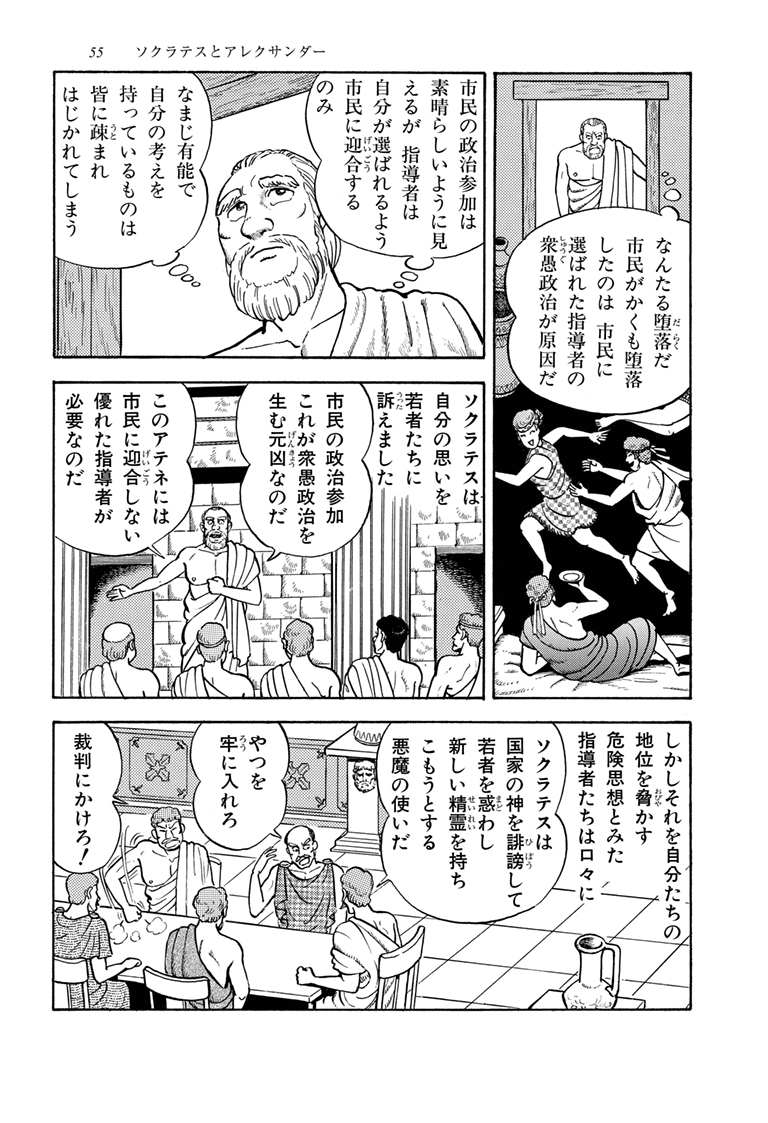 55 ソクラテスとアレクサンダー
なんたる堕落だ
市民がかくも堕落
したのは 市民に
選ばれた指導者の
衆愚政治が原因だ
市民の政治参加は
素晴らしいように見
えるが 指導者は
自分が選ばれるよう
市民に迎合する
のみ
なまじ有能で
自分の考えを
持っているものは
皆に疎まれ
はじかれてしまう
ソクラテスは
自分の思いを
若者たちに
訴えました
市民の政治参加
これが衆愚政治を
生む元凶なのだ
このアテネには
市民に迎合しない
優れた指導者が
必要なのだ
しかしそれを自分たちの
地位を脅かす
危険思想とみた
指導者たちは口々に
ソクラテスは
国家の神を誹謗して
若者を惑わし
新しい精霊を持ち
こもうとする
悪魔の使いだ
やつを
牢に入れろ
裁判にかけろ！